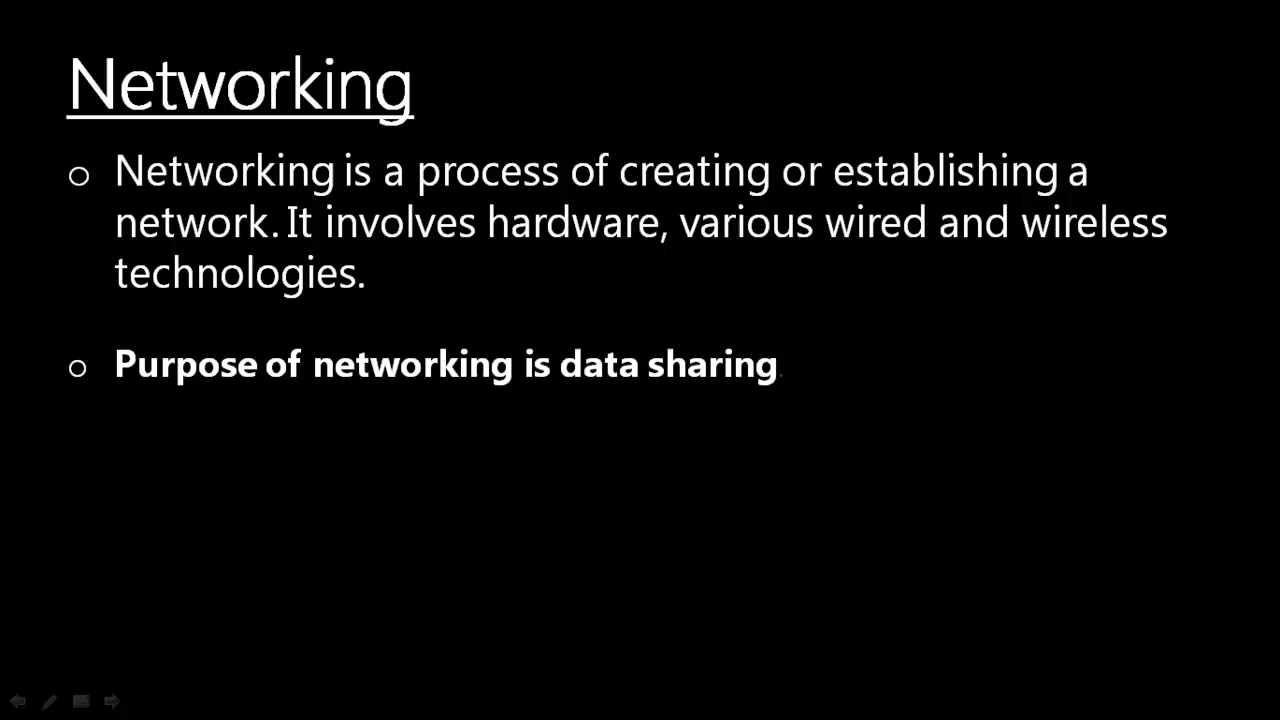 Networking
o Networking is a process of creating or establishing a
network. It involves hardware, various wired and wireless
technologies.
o Purpose of networking is data sharing.